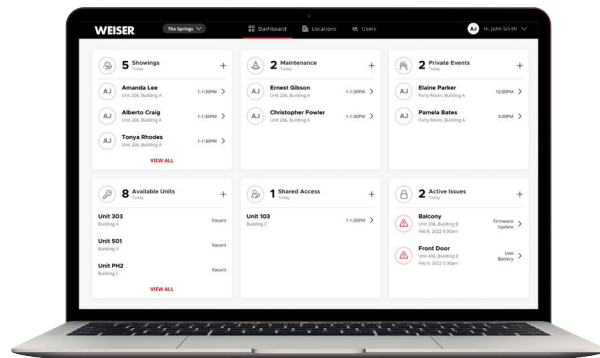 WEISER
The Springs
Dashboard
Locations
Users
AJ
Hi, John Smith
5 Showings
Today
+
AJ
Amanda Lee
Unit 206, Building A
1-1:30PM
AJ
Alberto Craig
Unit 206, Building A
1-1:30PM
AJ
Tonya Rhodes
Unit 206, Building A
1-1:30PM
VIEW ALL
2 Maintenance
Today
+
AJ
Ernest Gibson
Unit 206, Building A
1-1:30PM
AJ
Christopher Fowler
Unit 206, Building A
1-1:30PM
2 Private Events
Today
+
AJ
Elaine Parker
Party Room, Building A
12:00PM
AJ
Pamela Bates
Party Room, Building A
4:00PM
8 Available Units
Today
+
Unit 303
Building A
Vacant
Unit 501
Building A
Vacant
Unit PH2
Building C
Vacant
VIEW ALL
1 Shared Access
Today
+
Unit 103
Building C
1-1:30PM
2 Active Issues
Today
+
Balcony
Unit 206, Building B
Feb 8, 2022 9:30am
Firmware
Update
Front Door
Unit 406, Building B
Feb 9, 2022 5:30am
Low
Battery